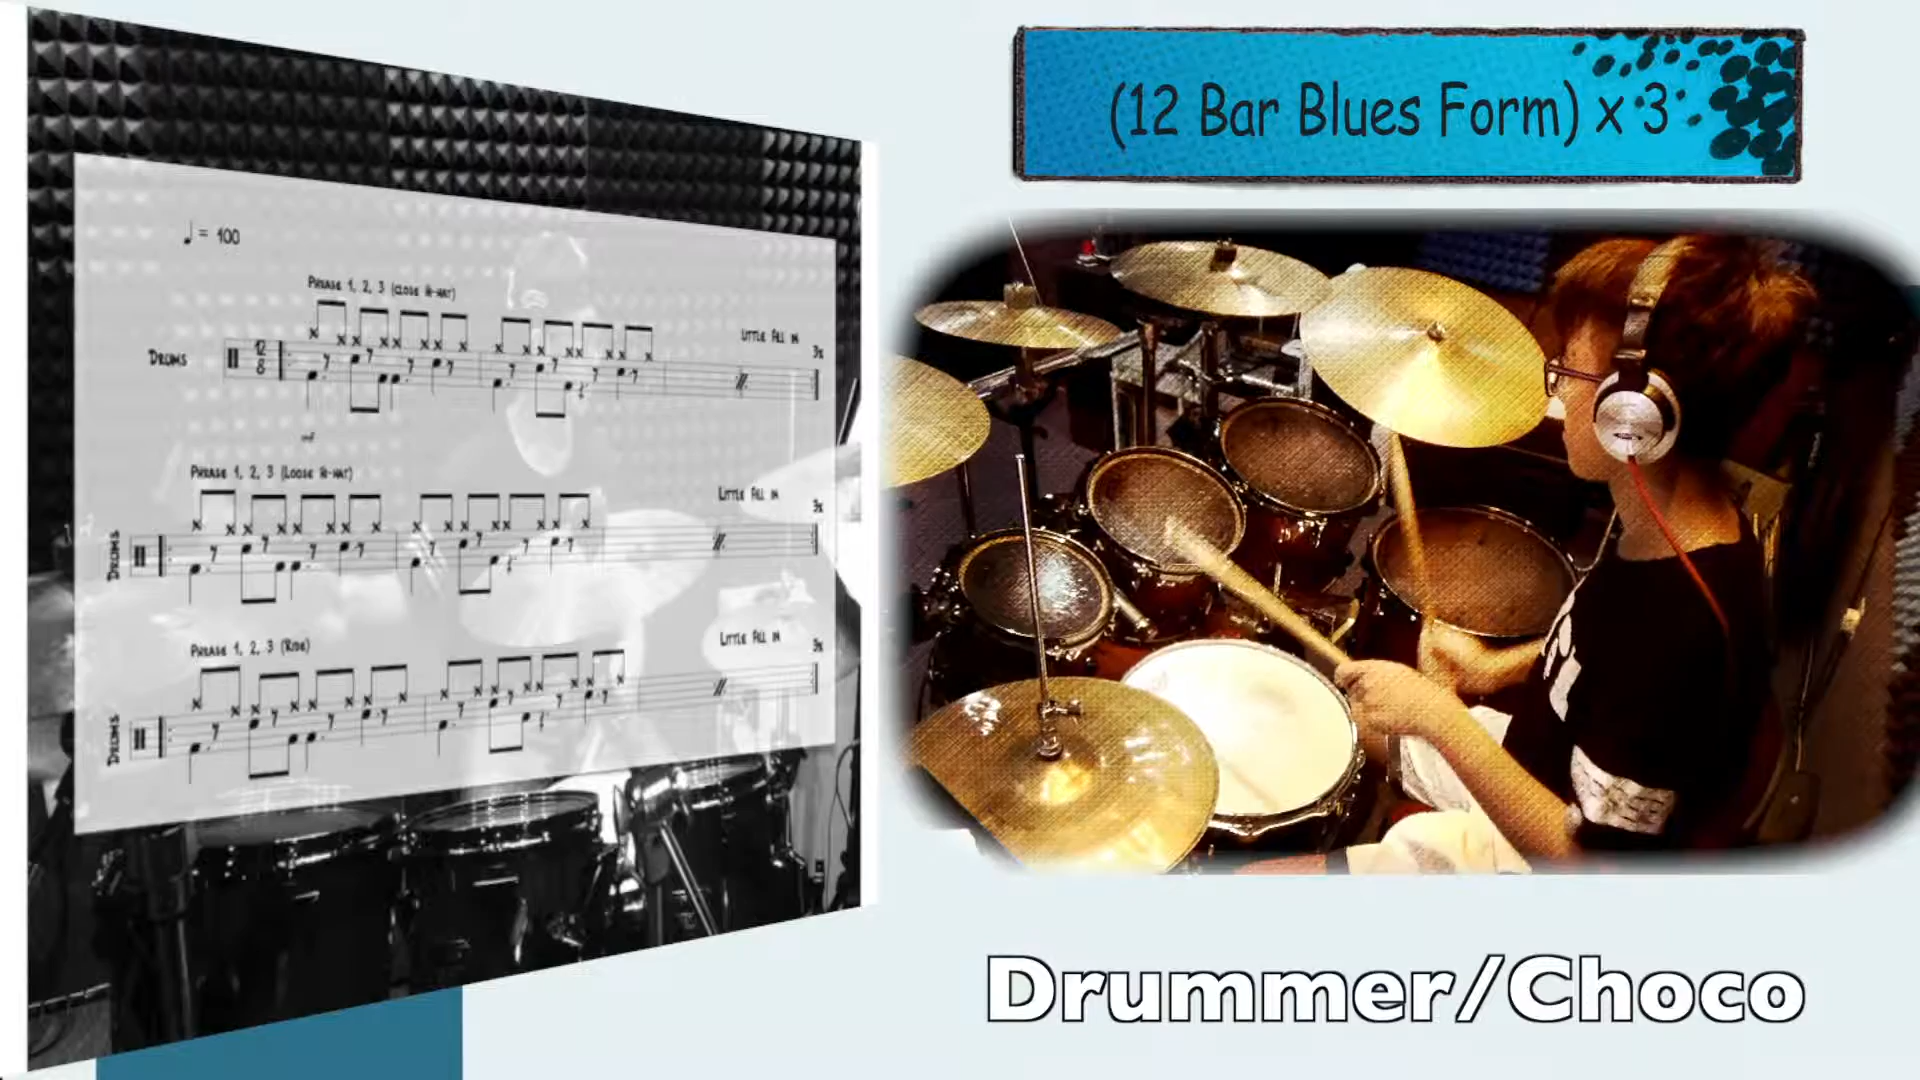 (12 Bar Blues Form) x 3
♩ = 100
Phrase 1, 2, 3 (close Hi-hat)
Little fill in
3x
Drums
12
8
mf
Phrase 1, 2, 3 (Loose Hi-hat)
Little fill in
3x
Drums
Phrase 1, 2, 3 (Ride)
Little fill in
3x
Drums
Drummer/Choco